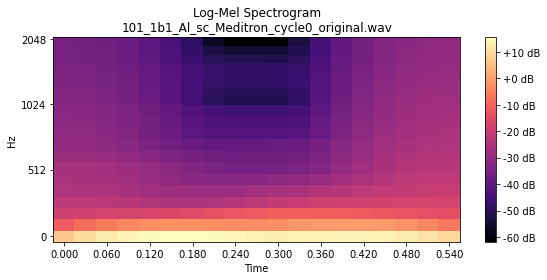 Log-Mel Spectrogram
101_1b1_Al_sc_Meditron_cycle0_original.wav
2048
1024
512
0
Hz
0.000 0.060 0.120 0.180 0.240 0.300 0.360 0.420 0.480 0.540
Time
+10 dB
+0 dB
-10 dB
-20 dB
-30 dB
-40 dB
-50 dB
-60 dB